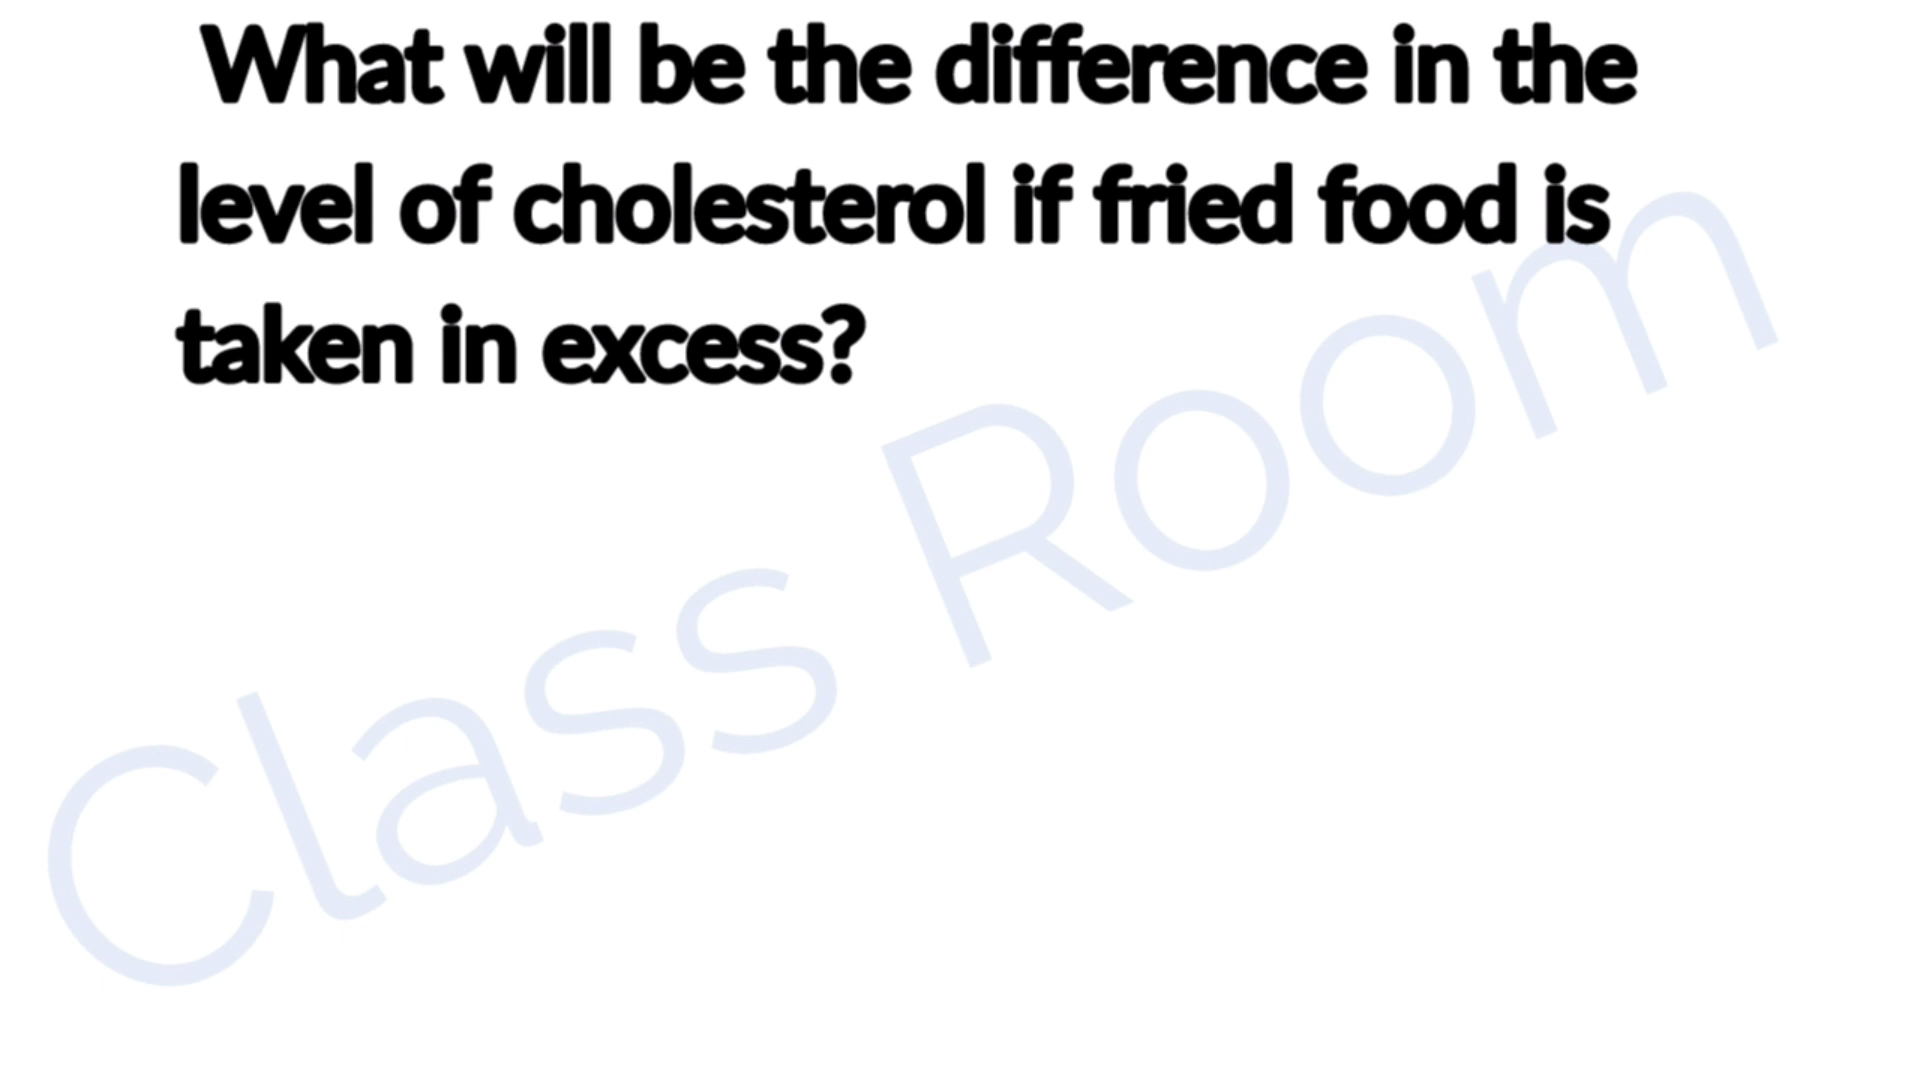 What will be the difference in the
level of cholesterol if fried food is
taken in excess?
Class Room